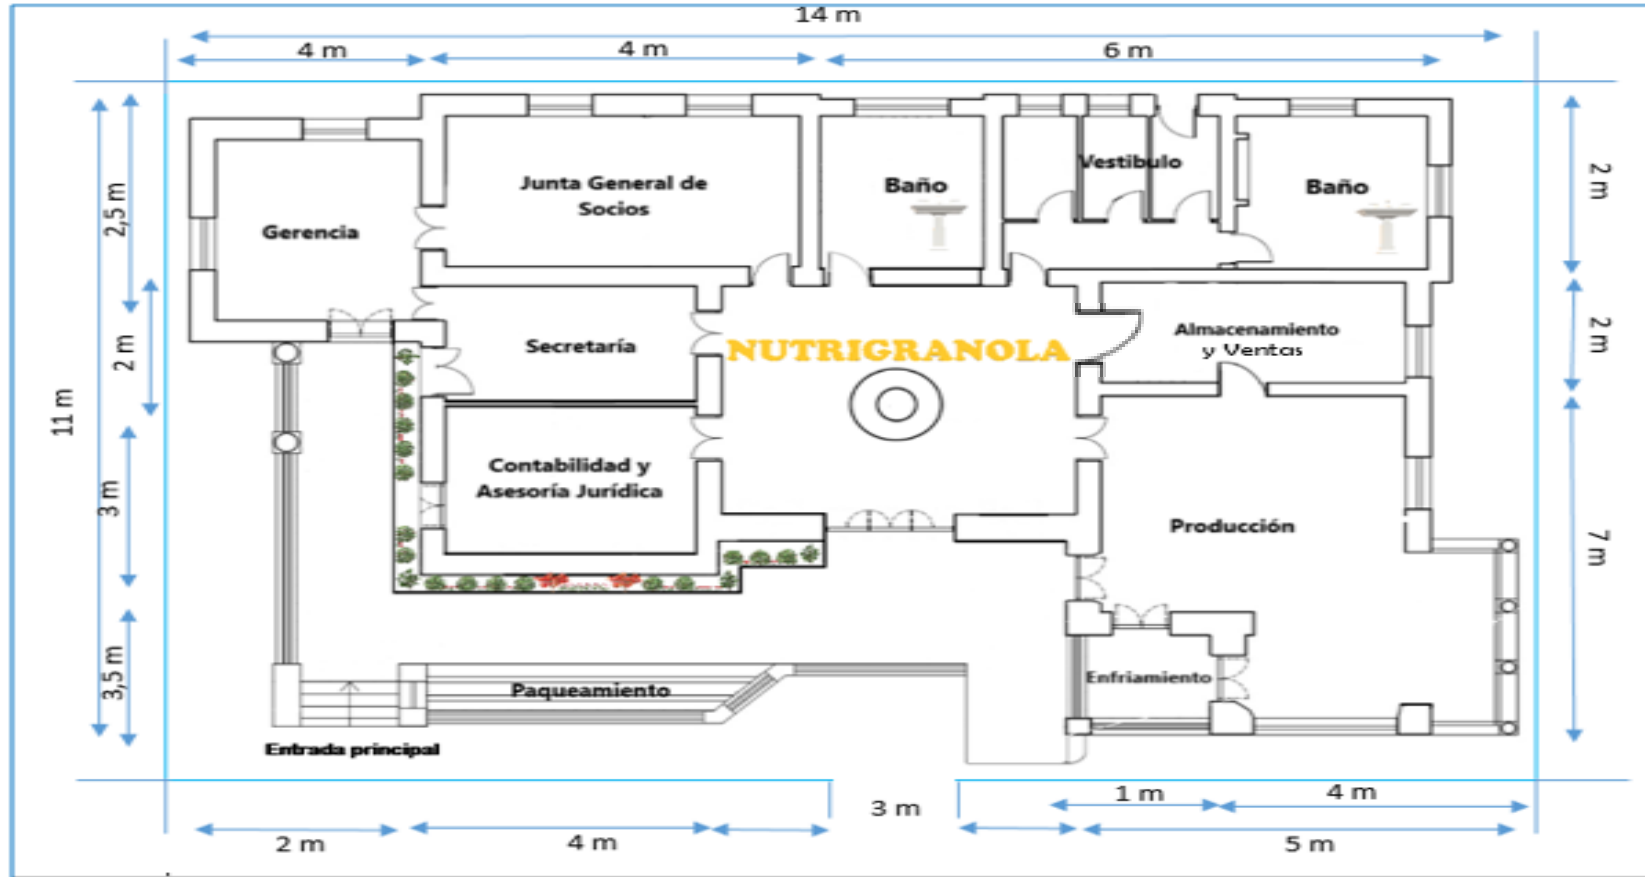 14 m
4 m
4 m
6 m
11 m
2,5 m
2 m
3 m
3,5 m
Gerencia
Junta General de
Socios
Baño
Vestibulo
Baño
2 m
Secretaría
NUTRIGRANOLA
Almacenamiento
y Ventas
2 m
Contabilidad y
Asesoría Jurídica
Producción
7 m
Paqueamiento
Enfriamiento
Entrada principal
2 m
4 m
3 m
1 m
4 m
5 m